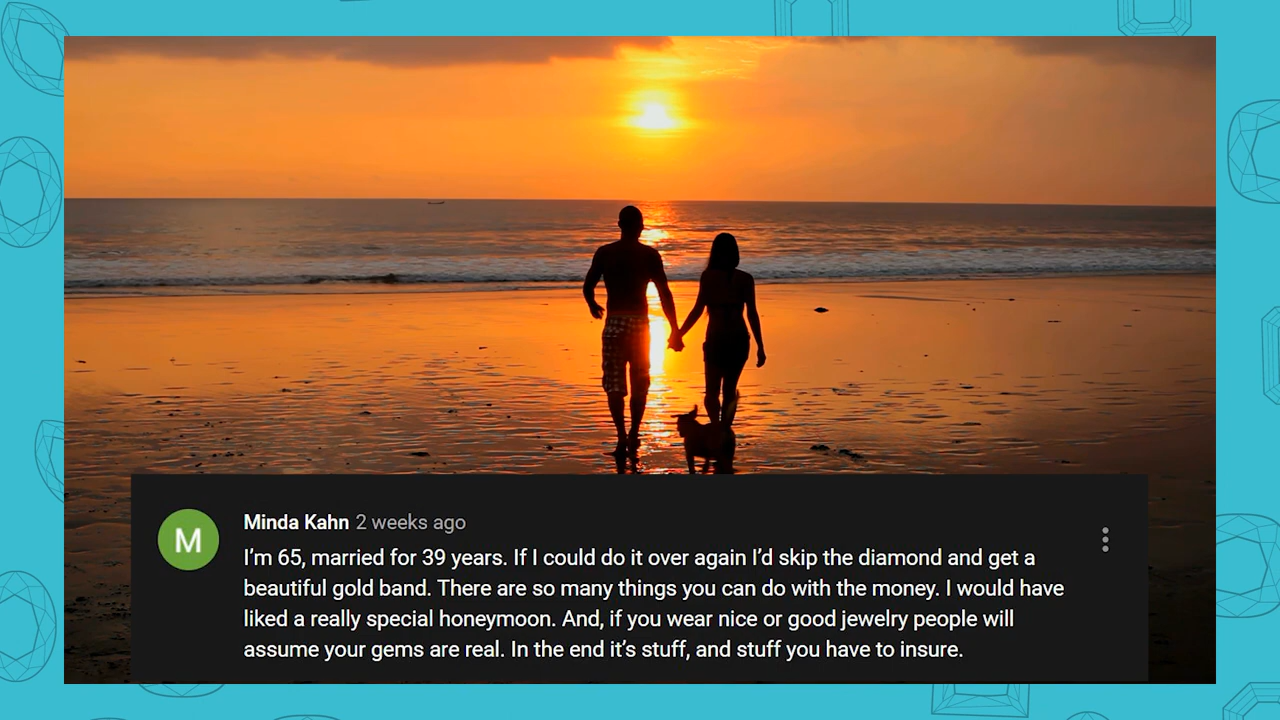 M
Minda Kahn 2 weeks ago
I'm 65, married for 39 years. If I could do it over again I'd skip the diamond and get a
beautiful gold band. There are so many things you can do with the money. I would have
liked a really special honeymoon. And, if you wear nice or good jewelry people will
assume your gems are real. In the end it's stuff, and stuff you have to insure.